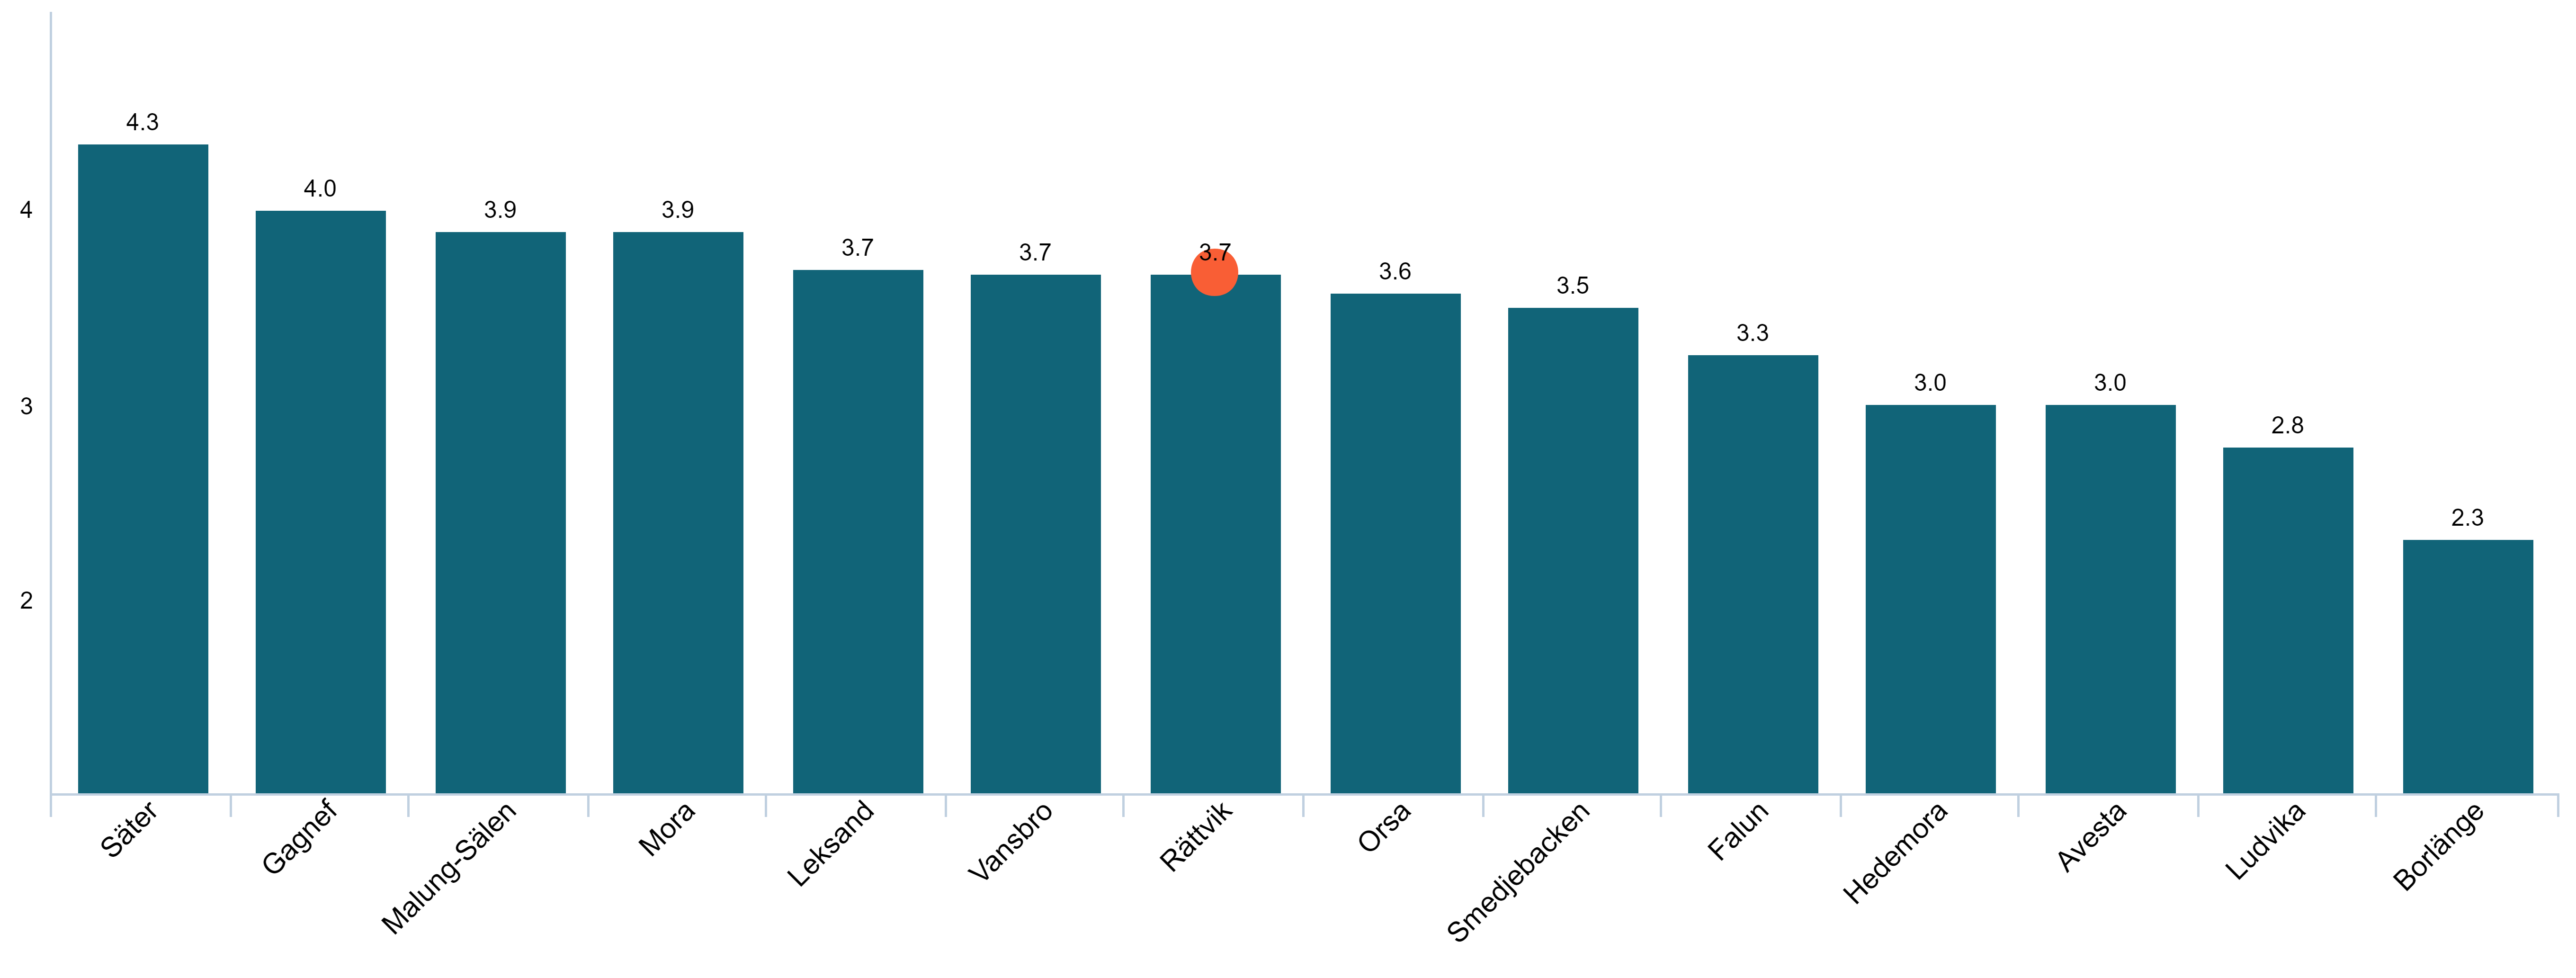 4.3
4.0
3.9
3.9
3.7
3.7
3.7
3.6
3.5
3.3
3.0
3.0
2.8
2.3
4
3
2
Säter
Gagnef
Malung-Sälen
Mora
Leksand
Vansbro
Rättvik
Orsa
Smedjebacken
Falun
Hedemora
Avesta
Ludvika
Borlänge